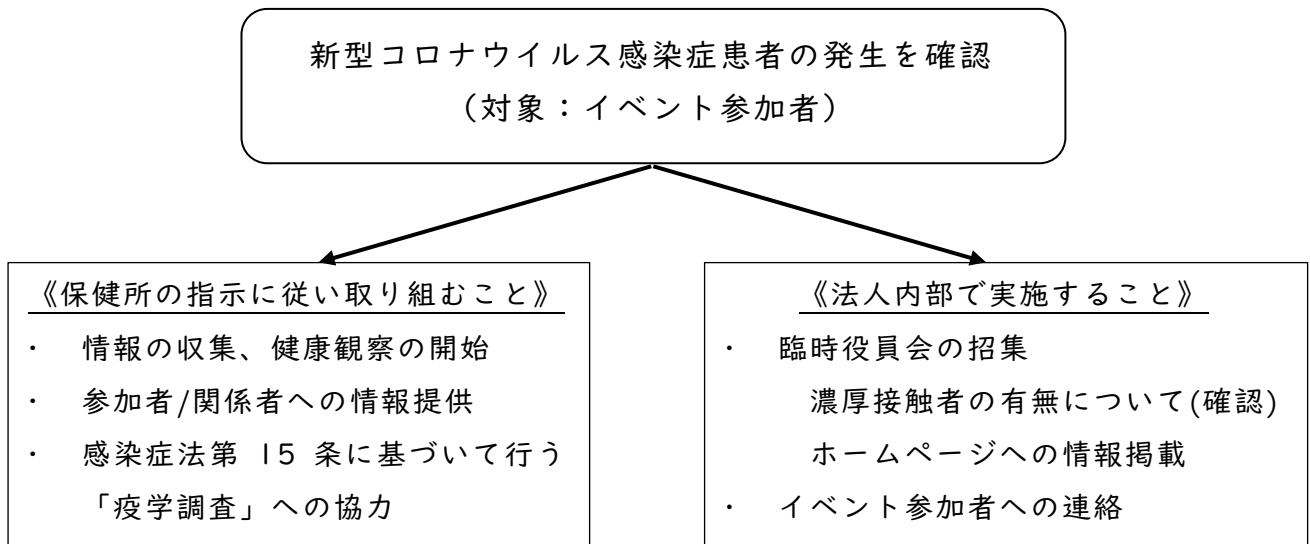 新型コロナウイルス感染症患者の発生を確認
（対象：イベント参加者）
《保健所の指示に従い取り組むこと》
・ 情報の収集、健康観察の開始
・ 参加者/関係者への情報提供
・ 感染症法第 15 条に基づいて行う
「疫学調査」への協力
《法人内部で実施すること》
・ 臨時役員会の招集
濃厚接触者の有無について(確認)
ホームページへの情報掲載
・ イベント参加者への連絡